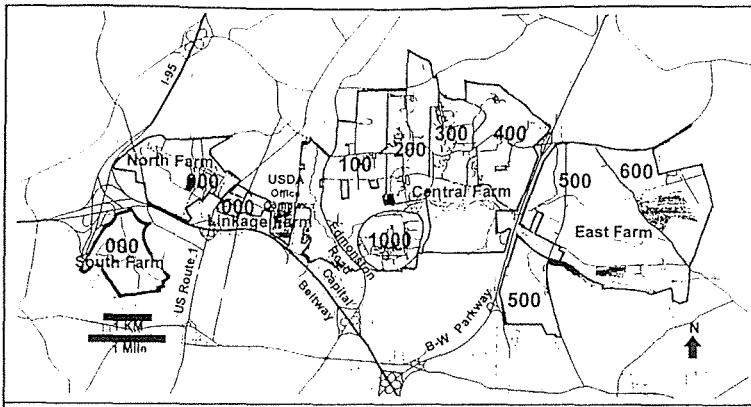 I-95
North Farm
000
USDA
Office
000
Linkage Farm
000
South Farm
US Route 1
1 KM
1 Mile
Capital
Beltway
Edmonston
Road
100
200
300
400
Central Farm
1000
B-W Parkway
500
600
East Farm
500
N